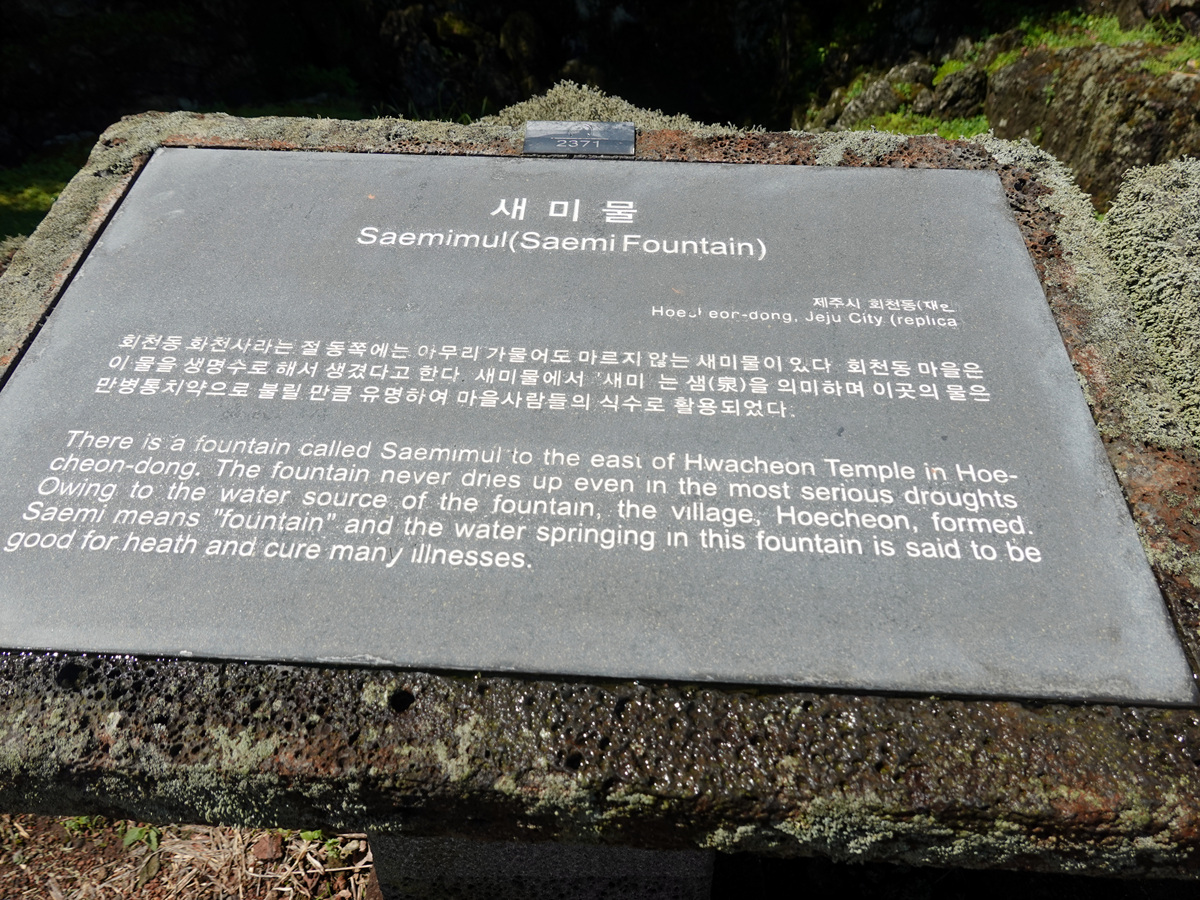 2371
새미물
Saemimul(Saemi Fountain)
제주시 회천동(재인
Hoecheon-dong, Jeju City (replica
회천동 화천사라는 절 동쪽에는 아무리 가물어도 마르지 않는 새미물이 있다. 회천동 마을은
이 물을 생명수로 해서 생겼다고 한다. 새미물에서 '새미'는 샘(泉)을 의미하며 이곳의 물은
만병통치약으로 불릴 만큼 유명하여 마을사람들의 식수로 활용되었다.
There is a fountain called Saemimul to the east of Hwacheon Temple in Hoe-
cheon-dong. The fountain never dries up even in the most serious droughts
Owing to the water source of the fountain, the village, Hoecheon, formed.
Saemi means "fountain" and the water springing in this fountain is said to be
good for heath and cure many illnesses.